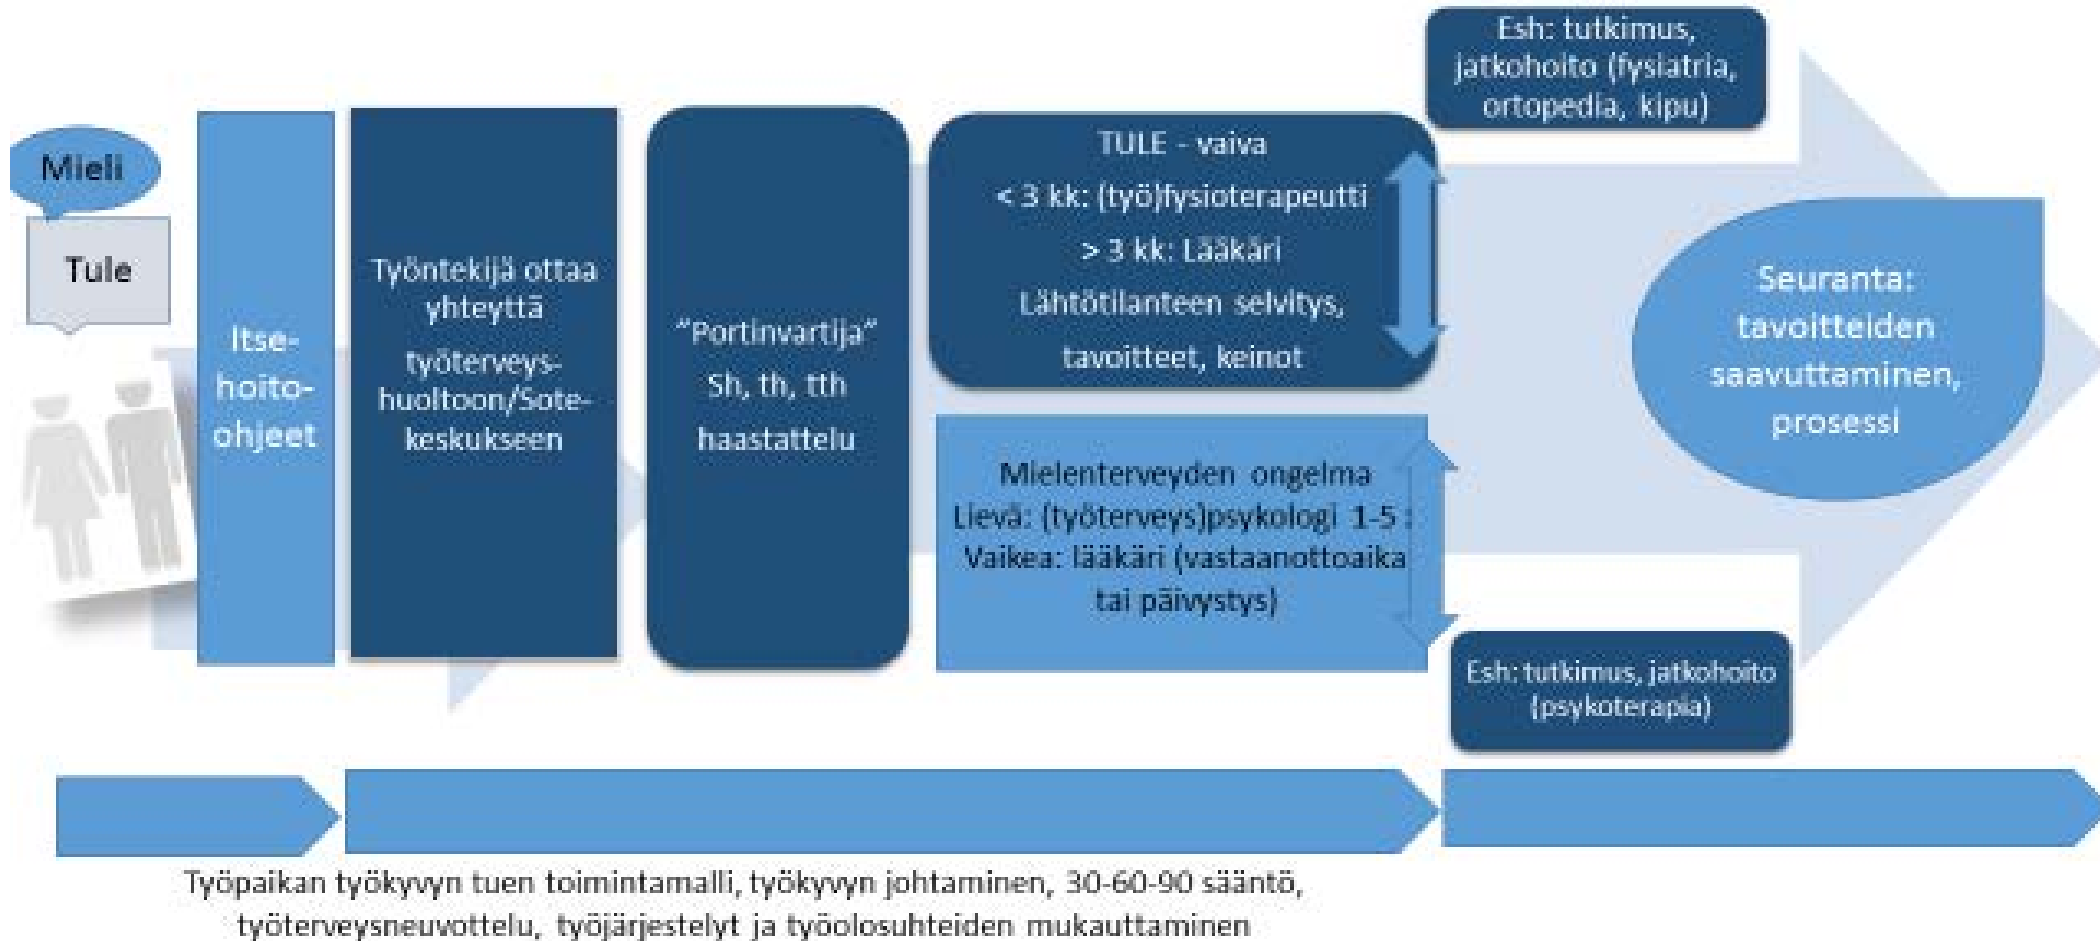 Mieli
Tule
Itse-
hoito-
ohjeet
Työntekijä ottaa
yhteyttä
työterveys-
huoltoon/Sote-
keskukseen
”Portinvartija”
Sh, th, tth
haastattelu
TULE - vaiva
< 3 kk: (työ)fysioterapeutti
> 3 kk: Lääkäri
Lähtötilanteen selvitys,
tavoitteet, keinot
Mielenterveyden ongelma
Lievä: (työterveys)psykologi 1-5
Vaikea: lääkäri (vastaanottoaika
tai päivystys)
Esh: tutkimus,
jatkohoito (fysiatria,
ortopedia, kipu)
Esh: tutkimus, jatkohoito
(psykoterapia)
Seuranta:
tavoitteiden
saavuttaminen,
prosessi
Työpaikan työkyvyn tuen toimintamalli, työkyvyn johtaminen, 30-60-90 sääntö,
työterveysneuvottelu, työjärjestelyt ja työolosuhteiden mukauttaminen